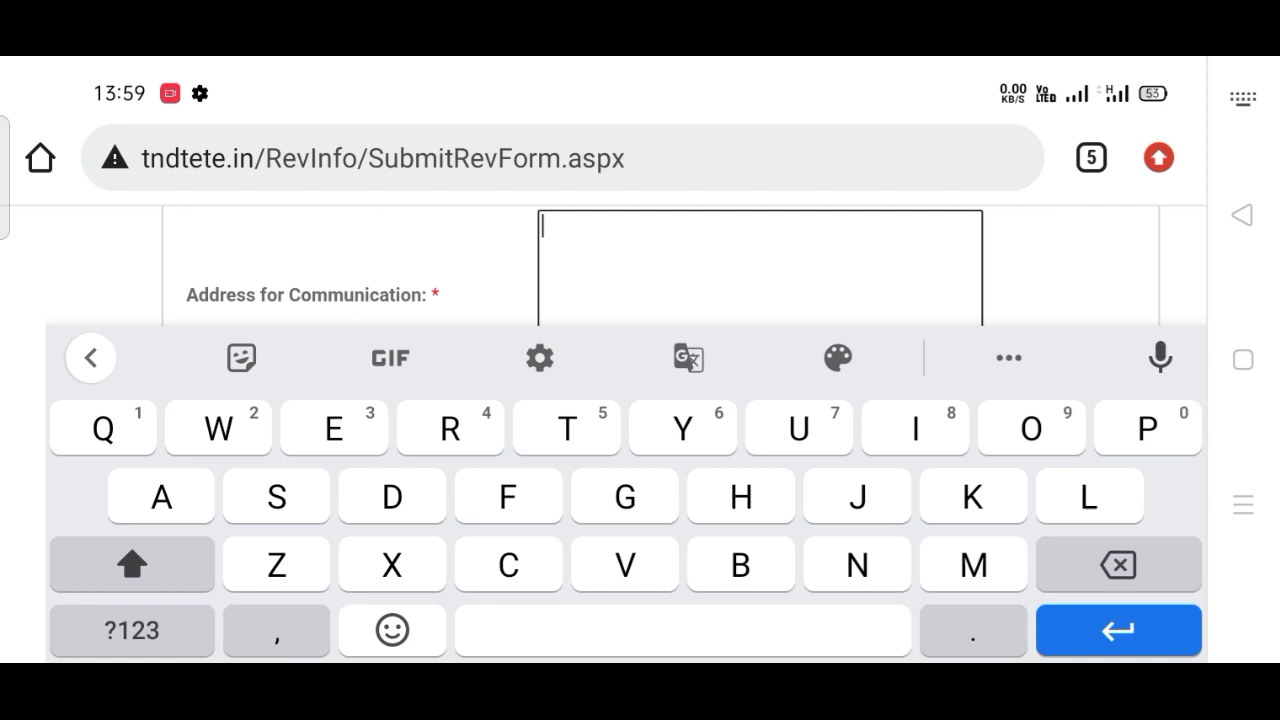 13:59
0.00 KB/S Vo LTED H 53
tndtete.in/RevInfo/SubmitRevForm.aspx
5
Address for Communication: *
GIF G
Q 1 W 2 E 3 R 4 T 5 Y 6 U 7 I 8 O 9 P 0
A S D F G H J K L
Z X C V B N M
?123 , .